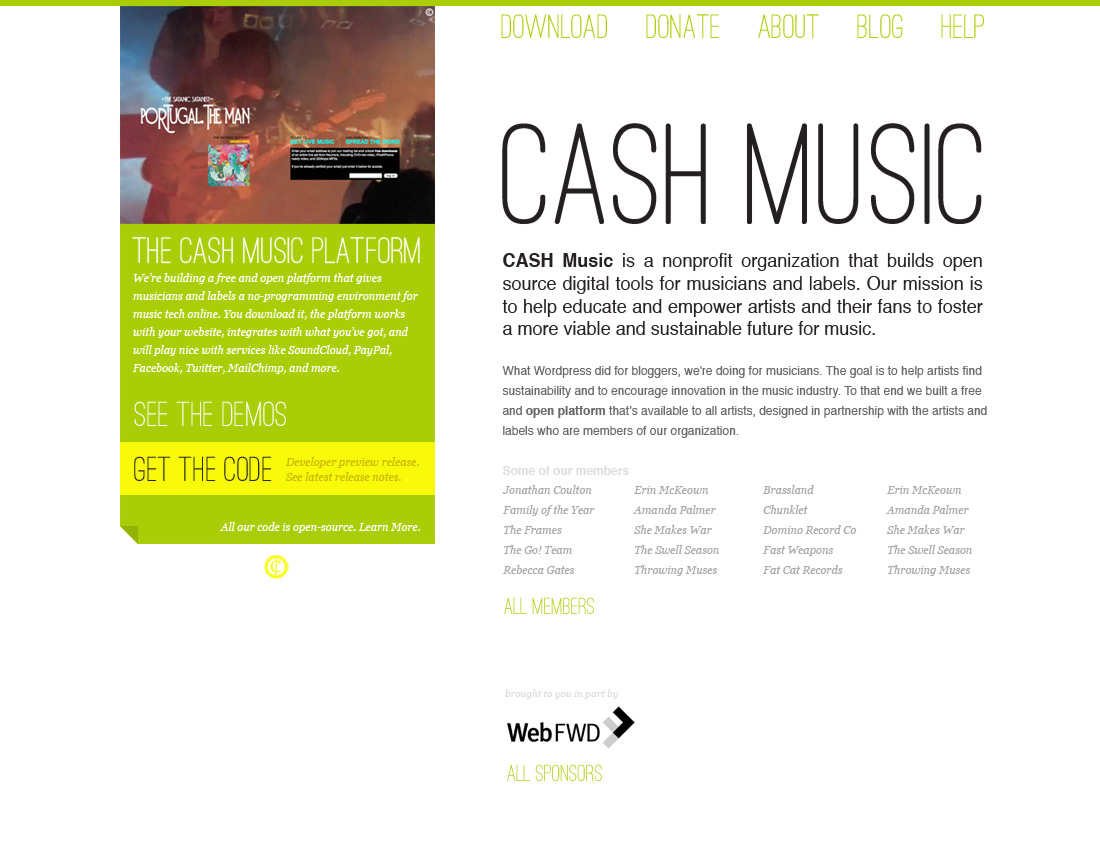 DOWNLOAD DONATE ABOUT BLOG HELP
©
-THE SATANIC SATANIST-
PORTUGAL. THE MAN
GET LIVE MUSIC SPREAD THE WORD
THE CASH MUSIC PLATFORM
We're building a free and open platform that gives
musicians and labels a no-programming environment for
music tech online. You download it, the platform works
with your website, integrates with what you've got, and
will play nice with services like SoundCloud, PayPal,
Facebook, Twitter, MailChimp, and more.
SEE THE DEMOS
GET THE CODE
Developer preview release.
See latest release notes.
All our code is open-source. Learn More.
CASH MUSIC
CASH Music is a nonprofit organization that builds open
source digital tools for musicians and labels. Our mission is
to help educate and empower artists and their fans to foster
a more viable and sustainable future for music.
What Wordpress did for bloggers, we're doing for musicians. The goal is to help artists find
sustainability and to encourage innovation in the music industry. To that end we built a free
and open platform that's available to all artists, designed in partnership with the artists and
labels who are members of our organization.
Some of our members
Jonathan Coulton Erin McKeown Brassland Erin McKeown
Family of the Year Amanda Palmer Chunklet Amanda Palmer
The Frames She Makes War Domino Record Co She Makes War
The Go! Team The Swell Season Fast Weapons The Swell Season
Rebecca Gates Throwing Muses Fat Cat Records Throwing Muses
ALL MEMBERS
brought to you in part by
WebFWD
ALL SPONSORS